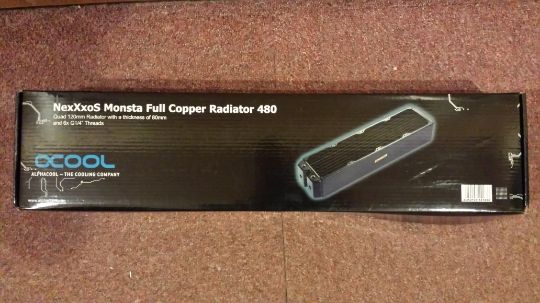 NexXxoS Monsta Full Copper Radiator 480
Quad 120mm Radiator with a thickness of 80mm
and 6x G1/4" Threads
OCOOL
ALPHACOOL – THE COOLING COMPANY